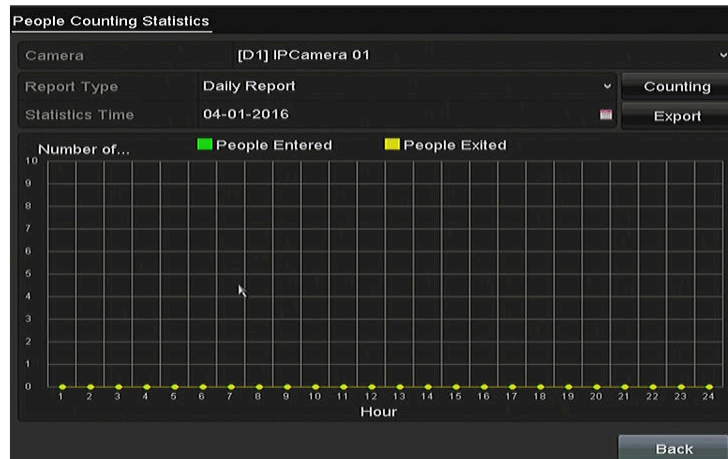 People Counting Statistics
Camera [D1] IPCamera 01
Report Type Daily Report Counting
Statistics Time 04-01-2016 Export
Number of... People Entered People Exited
10
9
8
7
6
5
4
3
2
1
0
1 2 3 4 5 6 7 8 9 10 11 12 13 14 15 16 17 18 19 20 21 22 23 24
Hour
Back